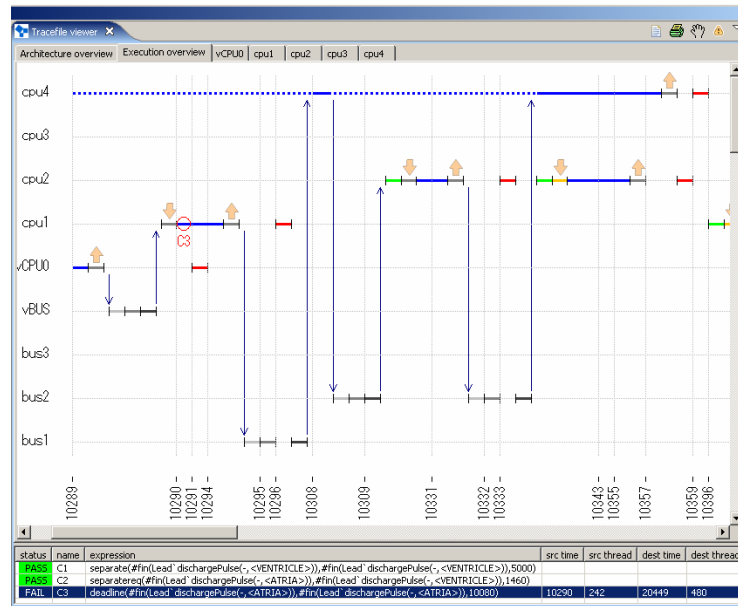 Tracefile viewer
Architecture overview Execution overview vCPU0 cpu1 cpu2 cpu3 cpu4
cpu4
cpu3
cpu2
cpu1
C3
vCPU0
vBUS
bus3
bus2
bus1
10289 10290 10291 10294 10295 10296 10308 10309 10331 10332 10333 10343 10355 10357 10359 10396
status name expression src time src thread dest time dest thread
PASS C1 separate(#fin(Lead`dischargePulse(-,<VENTRICLE>)),#fin(Lead`dischargePulse(-,<VENTRICLE>)),5000)
PASS C2 separatereq(#fin(Lead`dischargePulse(-,<ATRIA>)),#fin(Lead`dischargePulse(-,<VENTRICLE>)),1460)
FAIL C3 deadline(#fin(Lead`dischargePulse(-,<ATRIA>)),#fin(Lead`dischargePulse(-,<ATRIA>)),10080) 10290 242 20449 480